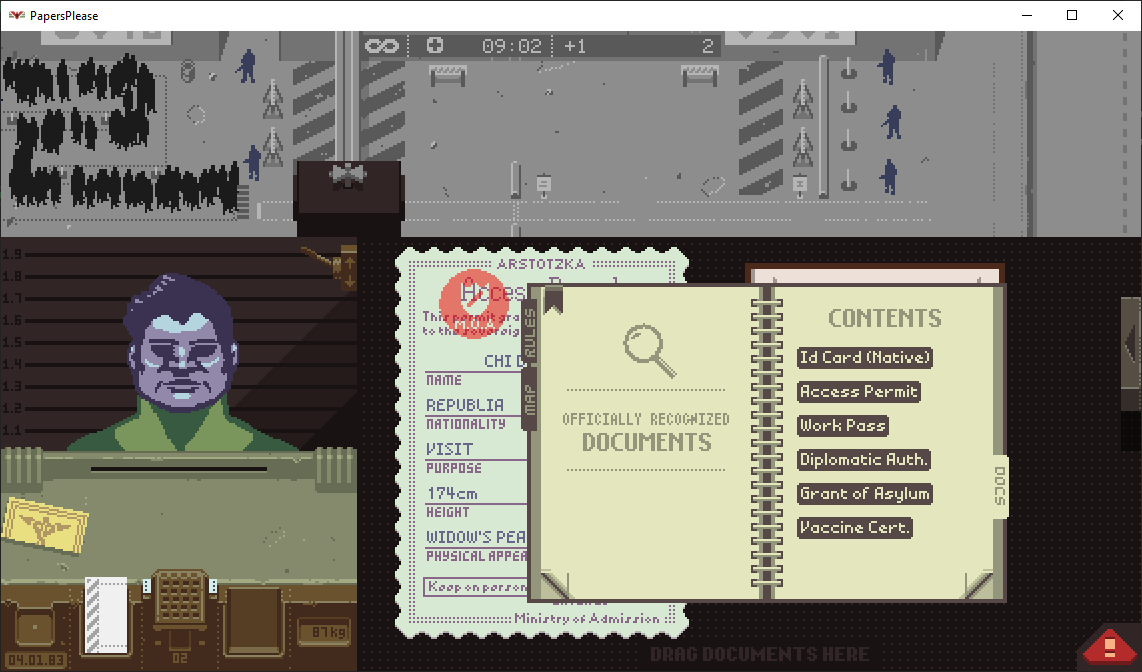 PapersPlease
09:02
+1
2
1.9
1.8
1.7
1.6
1.5
1.4
1.3
1.2
1.1
ARSTOTZKA
Acces
This permit gra
to the sovereig
M.O.A
CHI D
NAME
REPUBLIA
NATIONALITY
VISIT
PURPOSE
174cm
HEIGHT
WIDOW'S PEA
PHYSICAL APPEA
Keep on person
Ministry of Admission
RULES
MAP
OFFICIALLY RECOGNIZED
DOCUMENTS
CONTENTS
Id Card (Native)
Access Permit
Work Pass
Diplomatic Auth.
Grant of Asylum
Vaccine Cert.
DOCS
87kg
04.01.83
02
DRAG DOCUMENTS HERE